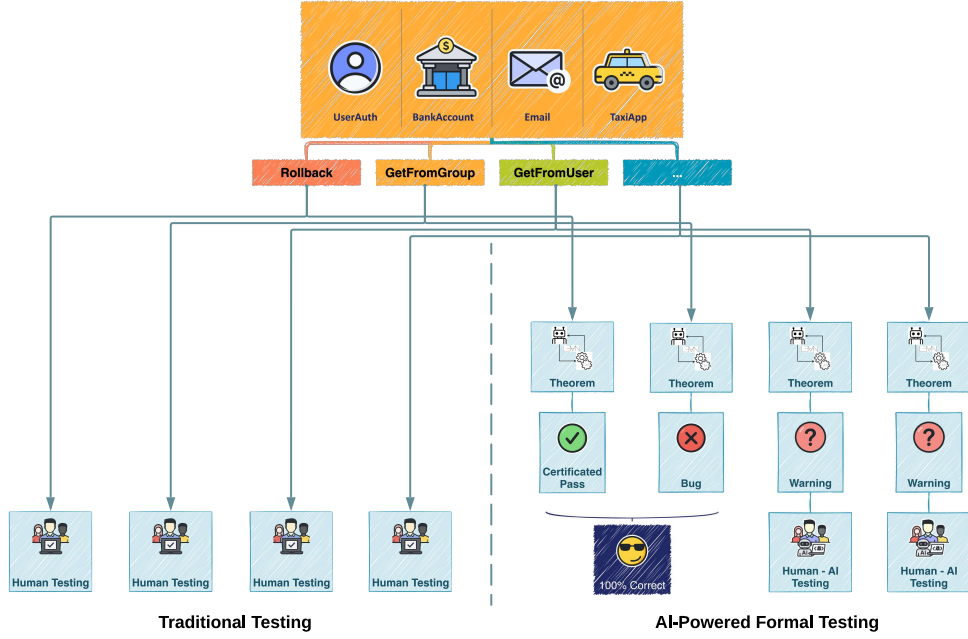 $
@
UserAuth
BankAccount
Email
TaxiApp
Rollback
GetFromGroup
GetFromUser
...
Theorem
Theorem
Theorem
Theorem
?
?
Certificated
Pass
Bug
Warning
Warning
100% Correct
Human Testing
Human Testing
Human Testing
Human Testing
Human - AI
Testing
Human - AI
Testing
Traditional Testing
AI-Powered Formal Testing